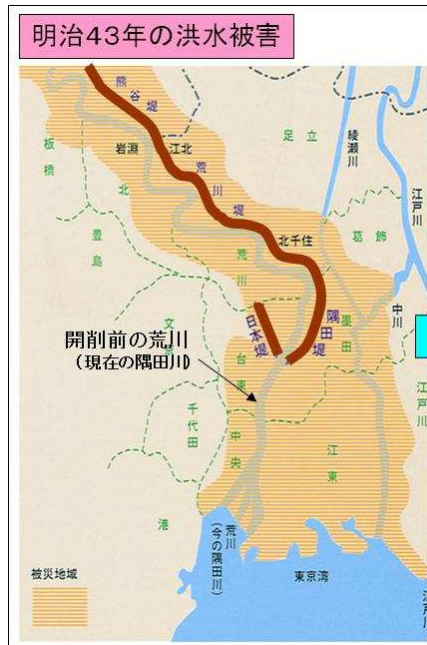 明治43年の洪水被害
熊谷堤
足立
綾瀬川
板橋
岩淵
江北
北
荒川堤
江戸川
豊島
北千住
葛飾
荒川
中川
文京
日本堤
隅田堤
墨田
開削前の荒川
(現在の隅田川)
台東
江戸川
千代田
中央
江東
港
荒川
(今の隅田川)
東京湾
被災地域
江戸川